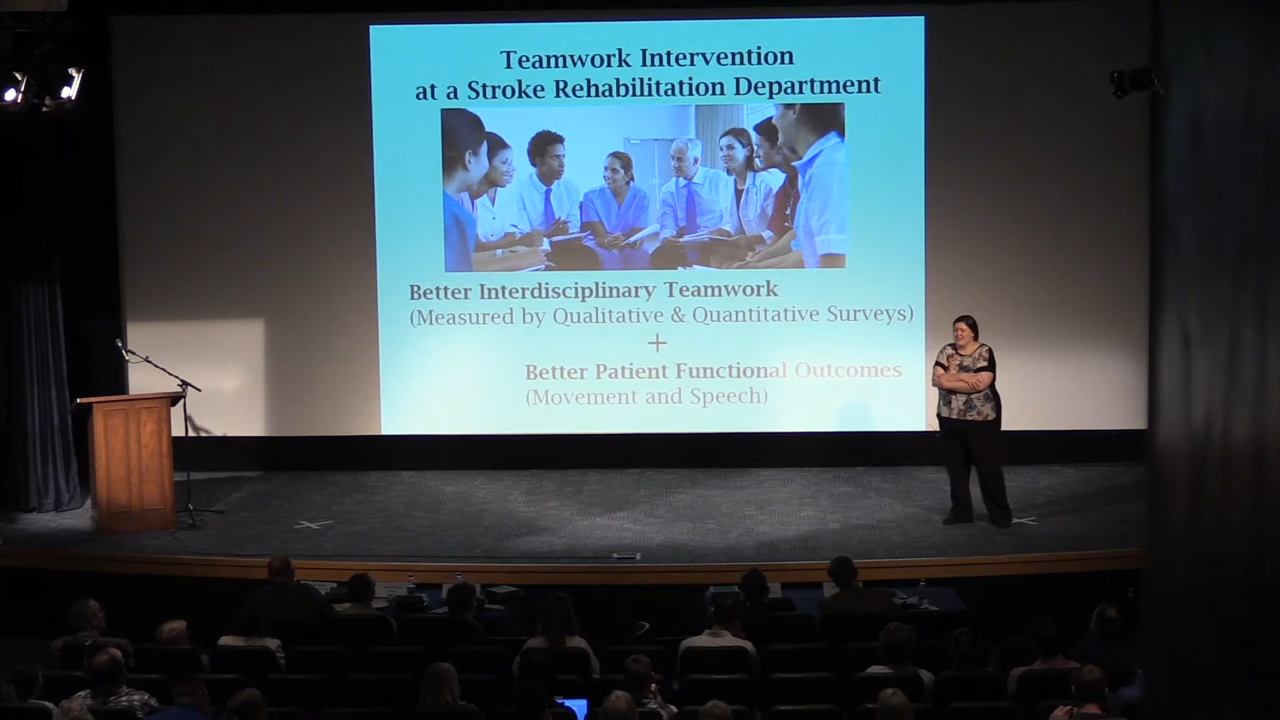 Teamwork Intervention
at a Stroke Rehabilitation Department
Better Interdisciplinary Teamwork
(Measured by Qualitative & Quantitative Surveys)
+
Better Patient Functional Outcomes
(Movement and Speech)